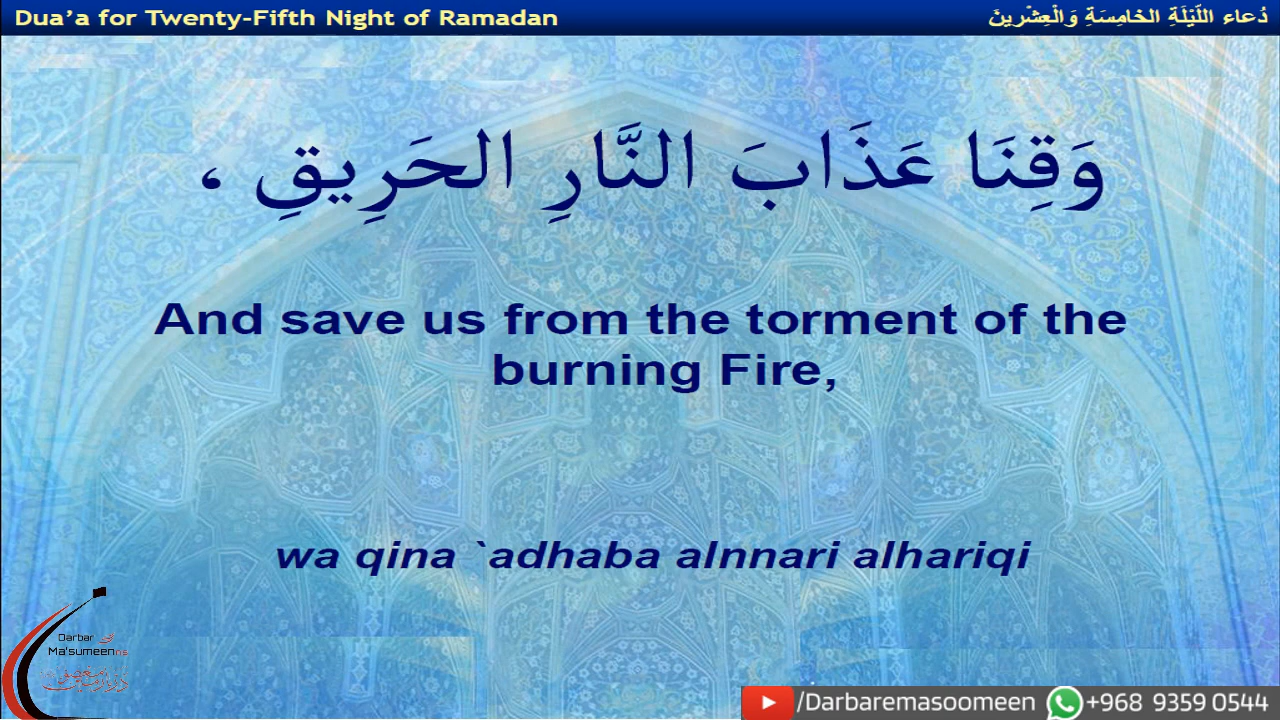 Dua’a for Twenty-Fifth Night of Ramadan
دُعاء اللَّيْلَةِ الخامِسَةِ وَالْعِشْرينَ
وَقِنَا عَذَابَ النَّارِ الحَرِيقِ ،
And save us from the torment of the
burning Fire,
wa qina `adhaba alnnari alhariqi
Darbar
Ma'sumeen
/Darbaremasoomeen +968 9359 0544